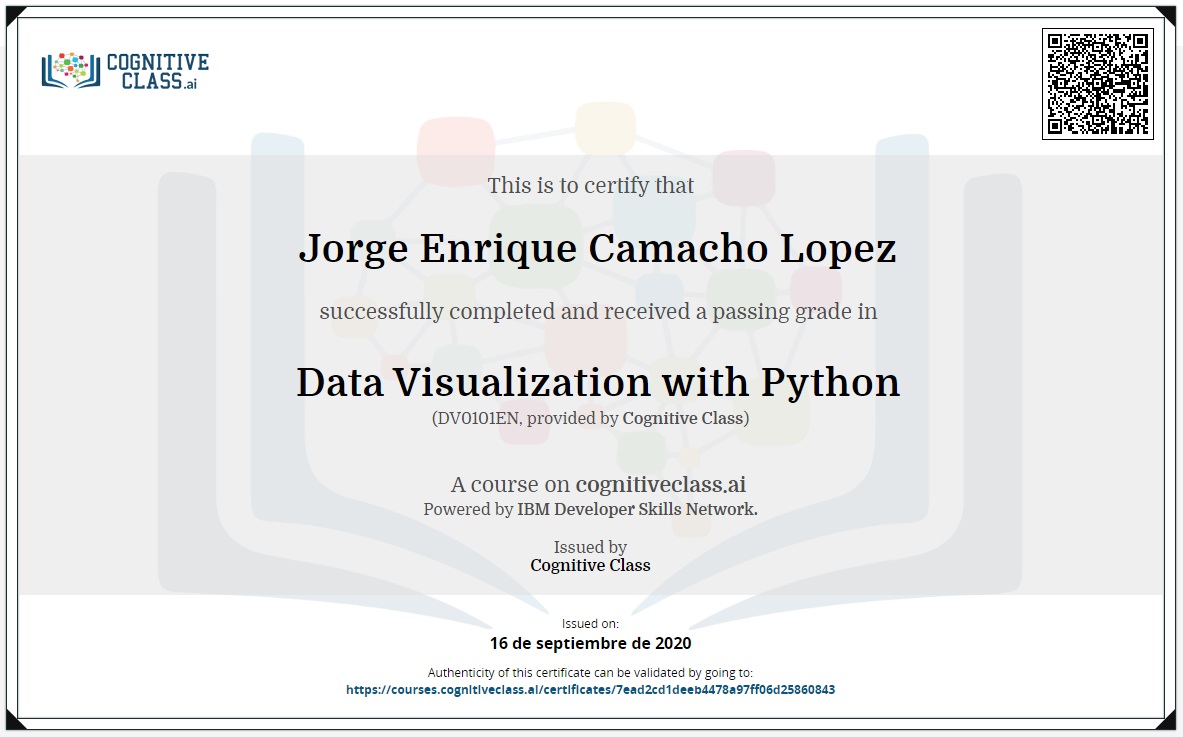 COGNITIVE
CLASS.ai
This is to certify that
Jorge Enrique Camacho Lopez
successfully completed and received a passing grade in
Data Visualization with Python
(DV0101EN, provided by Cognitive Class)
A course on cognitiveclass.ai
Powered by IBM Developer Skills Network.
Issued by
Cognitive Class
Issued on:
16 de septiembre de 2020
Authenticity of this certificate can be validated by going to:
https://courses.cognitiveclass.ai/certificates/7ead2cd1deeb4478a97ff06d25860843